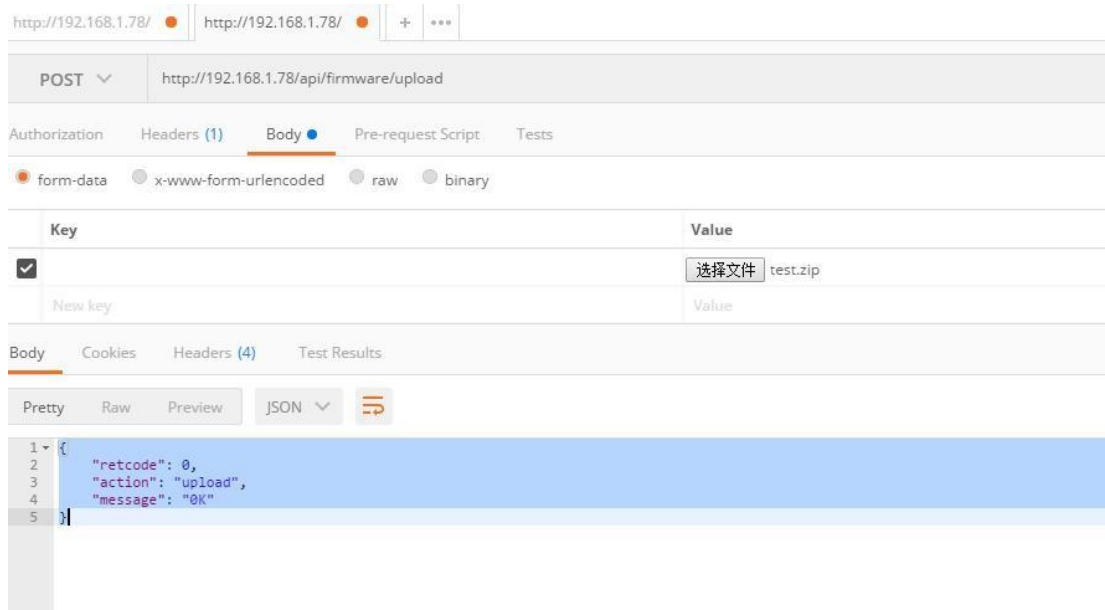 http://192.168.1.78/ http://192.168.1.78/ + •••
POST http://192.168.1.78/api/firmware/upload
Authorization Headers (1) Body Pre-request Script Tests
form-data x-www-form-urlencoded raw binary
Key Value
选择文件 test.zip
New key Value
Body Cookies Headers (4) Test Results
Pretty Raw Preview JSON
1 {
2 "retcode": 0,
3 "action": "upload",
4 "message": "0K"
5 }